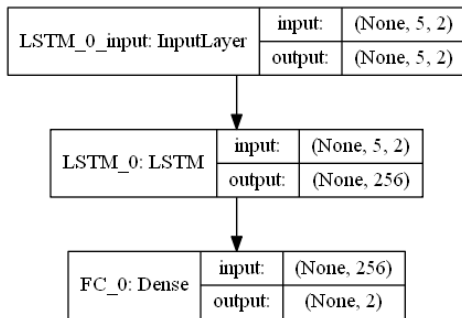 LSTM_0_input: InputLayer
input: (None, 5, 2)
output: (None, 5, 2)
LSTM_0: LSTM
input: (None, 5, 2)
output: (None, 256)
FC_0: Dense
input: (None, 256)
output: (None, 2)